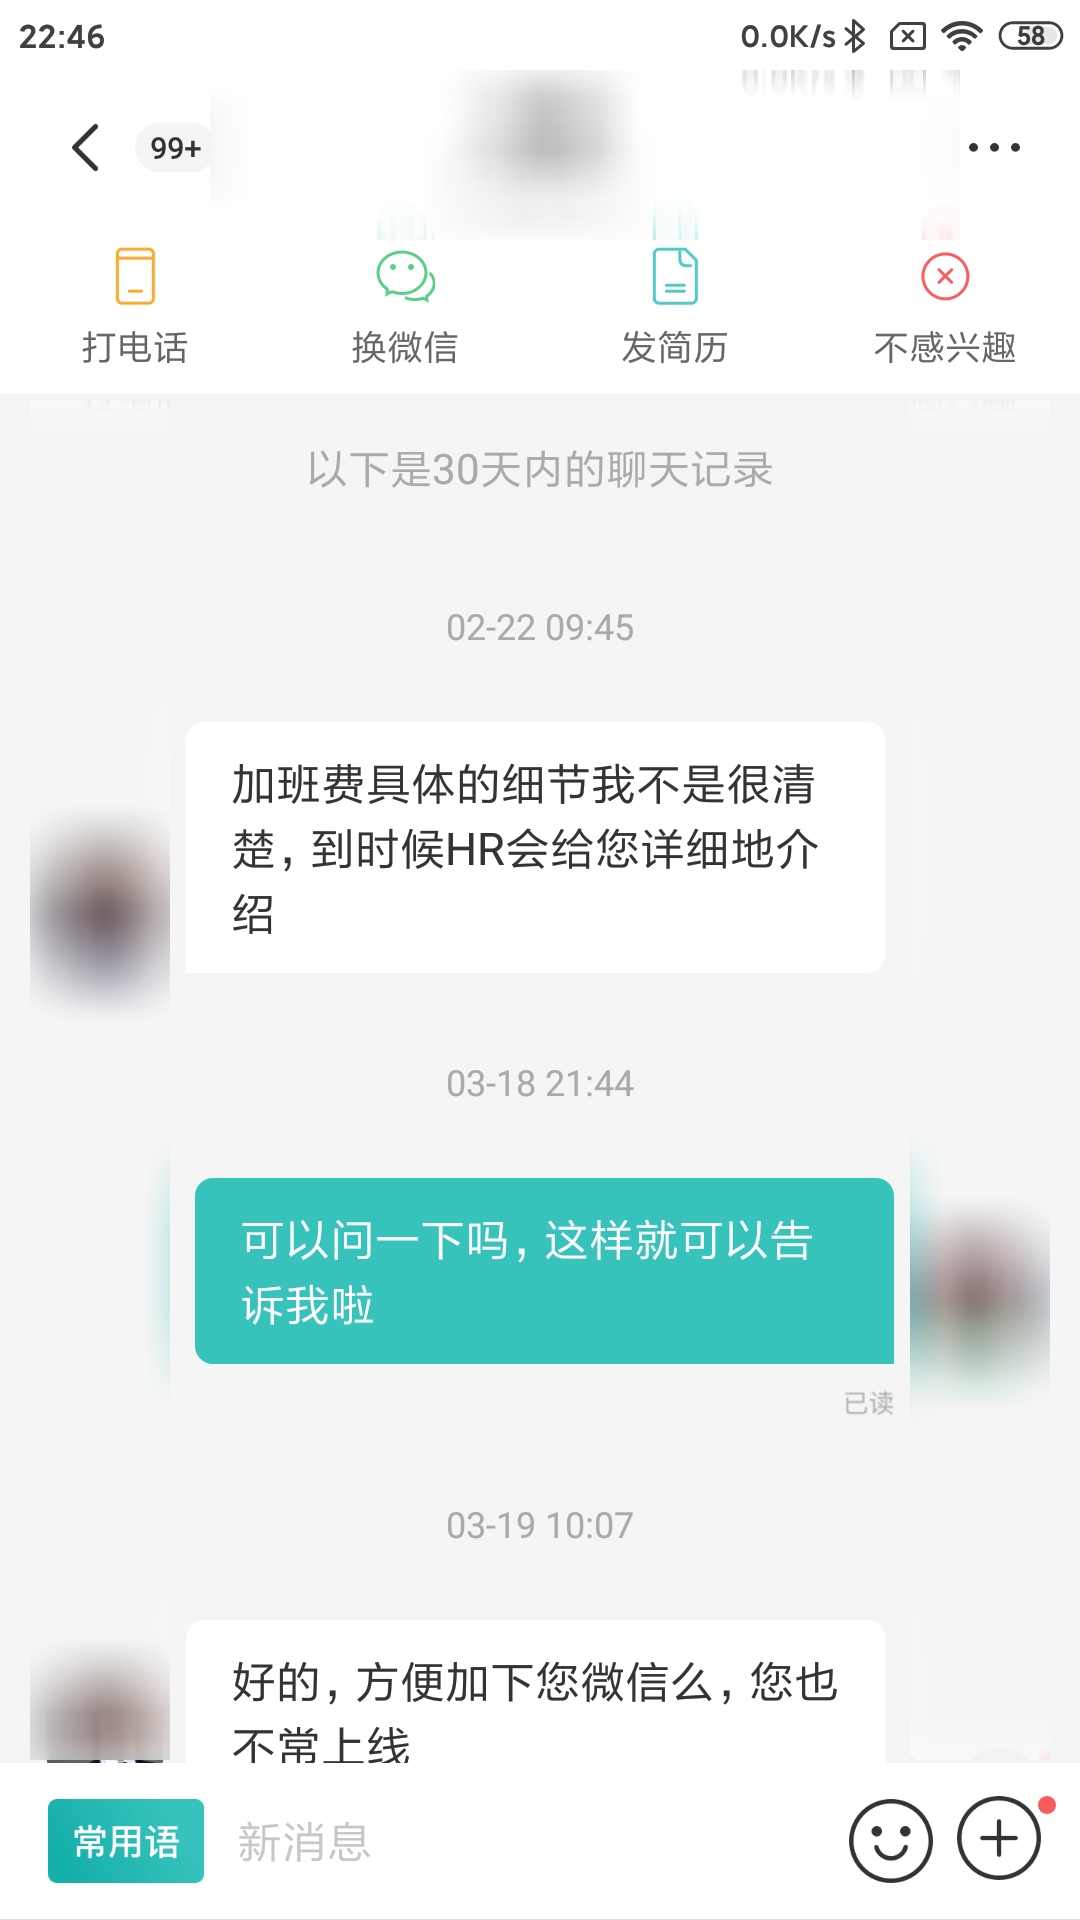 22:46
0.0K/s
58
99+
打电话
换微信
发简历
不感兴趣
以下是30天内的聊天记录
02-22 09:45
加班费具体的细节我不是很清
楚，到时候HR会给您详细地介
绍
03-18 21:44
可以问一下吗，这样就可以告
诉我啦
已读
03-19 10:07
好的，方便加下您微信么，您也
不常上线
常用语
新消息